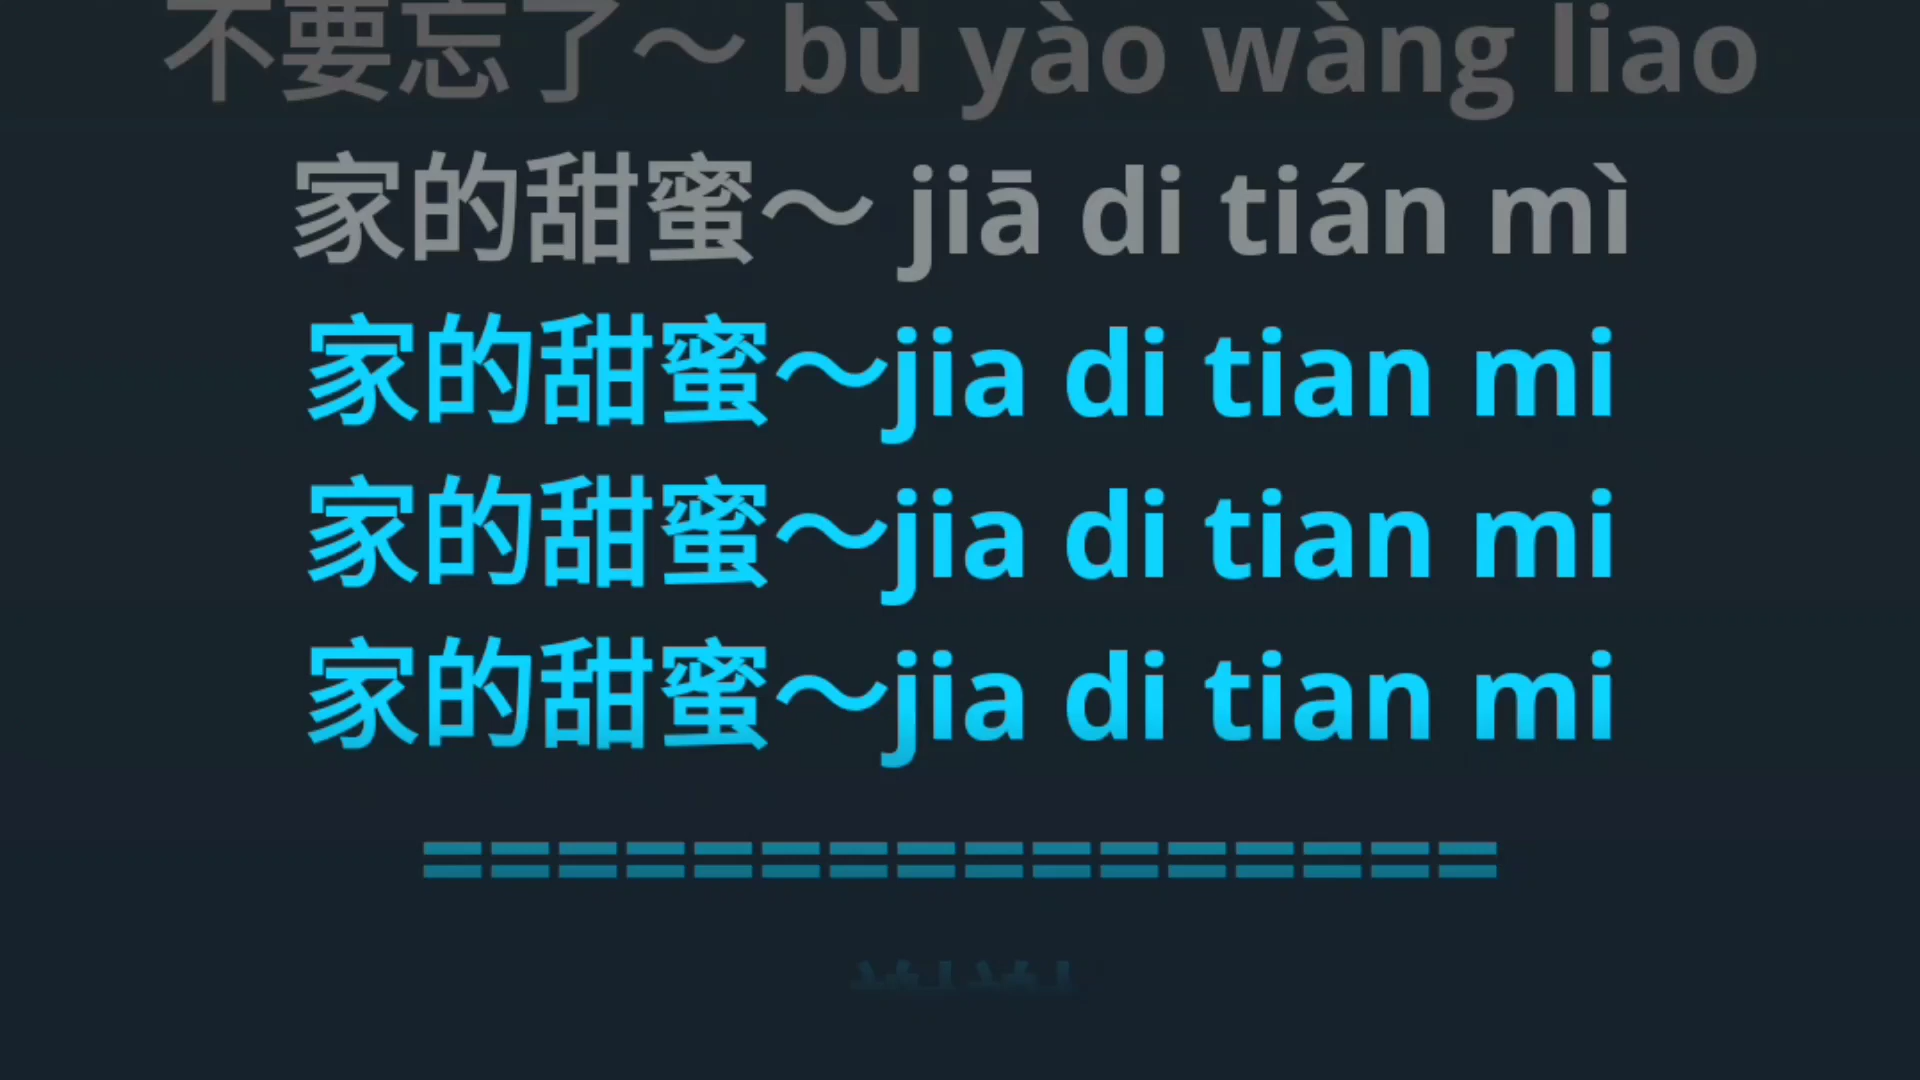 不要忘了～ bù yào wàng liao
家的甜蜜～ jiā di tián mì
家的甜蜜～jia di tian mi
家的甜蜜～jia di tian mi
家的甜蜜～jia di tian mi
================